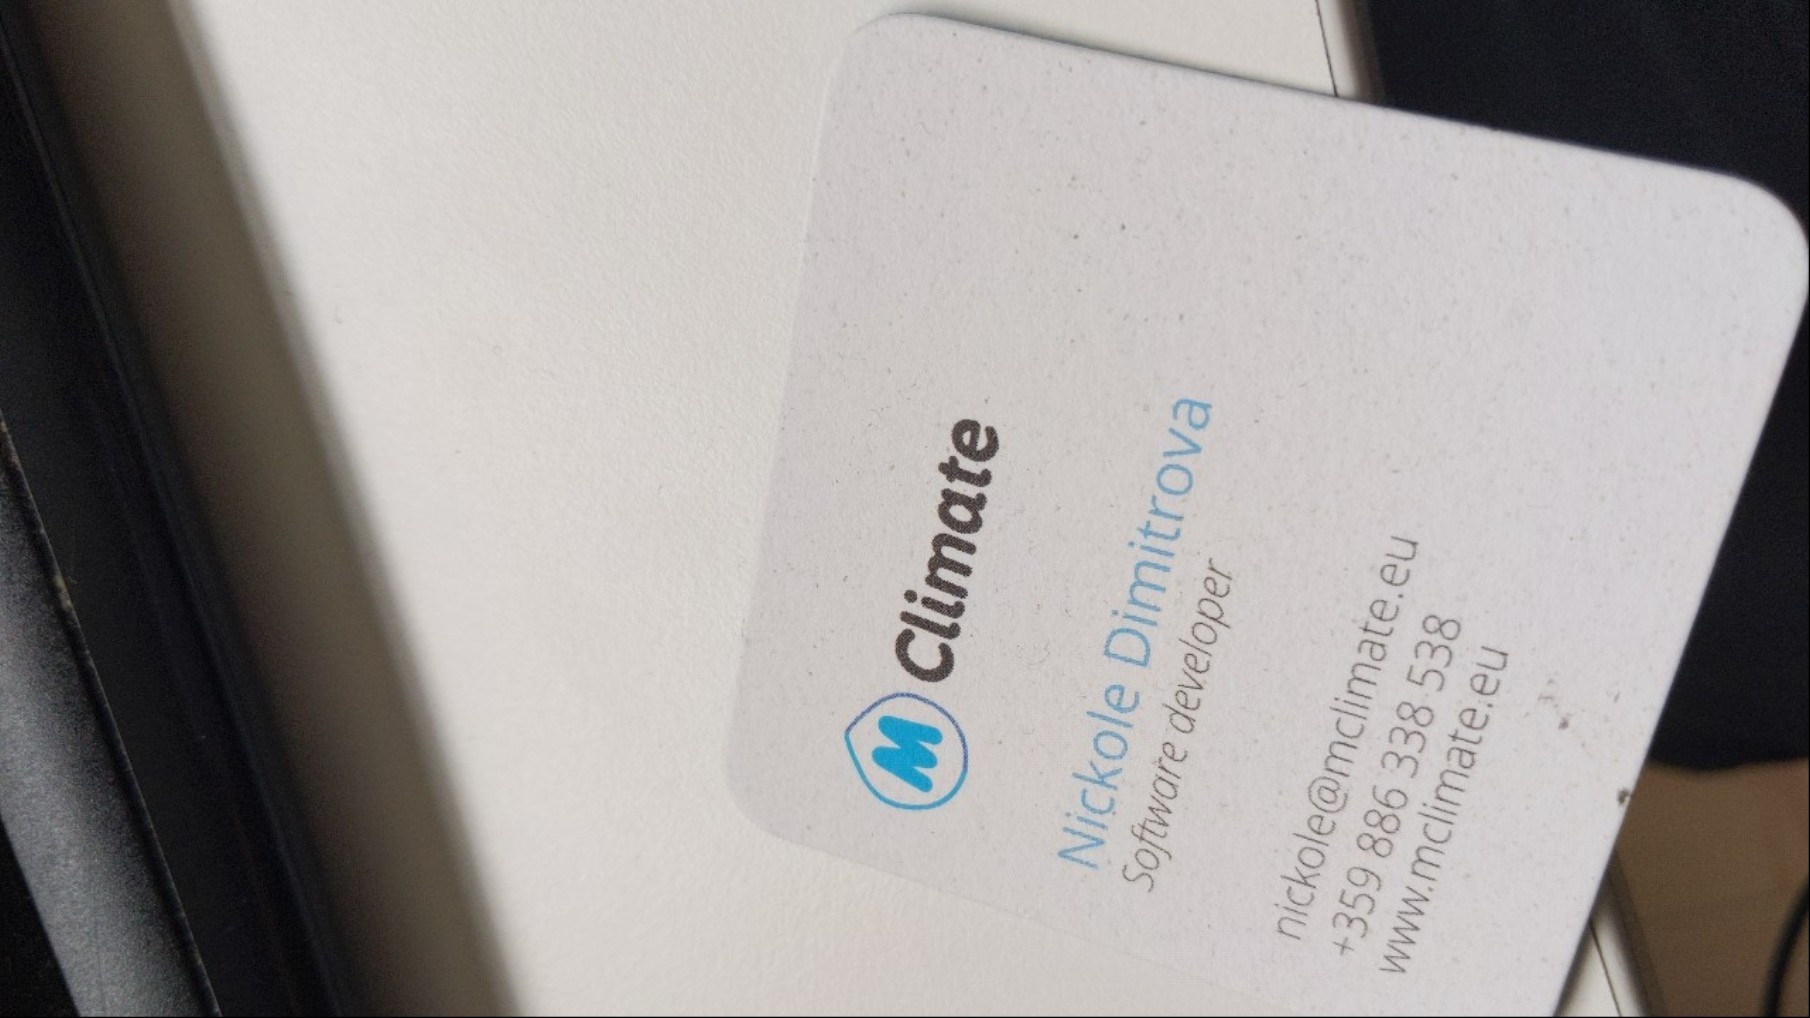 M Climate
Nickole Dimitrova
Software developer
nickole@mclimate.eu
+359 886 338 538
www.mclimate.eu